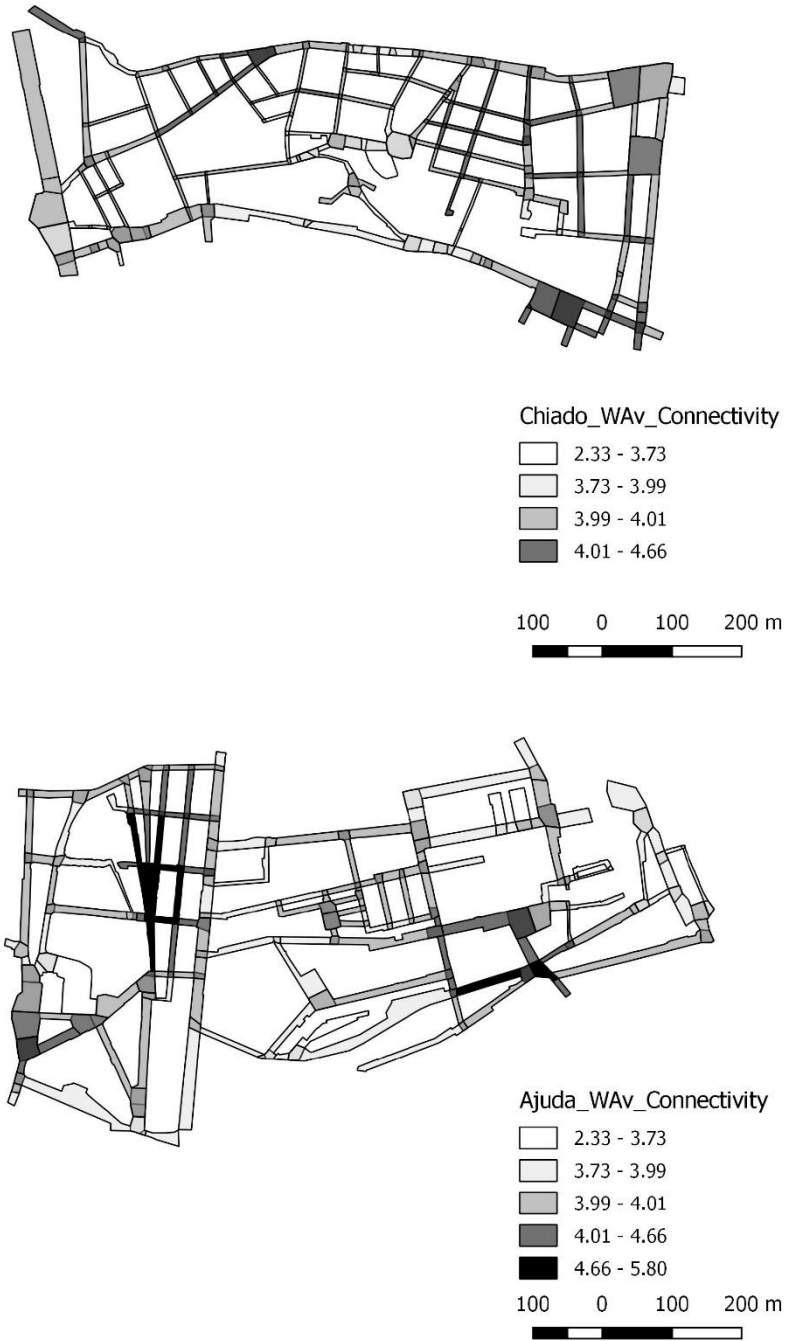 Chiado_WAv_Connectivity
2.33 - 3.73
3.73 - 3.99
3.99 - 4.01
4.01 - 4.66
100 0 100 200 m
Ajuda_WAv_Connectivity
2.33 - 3.73
3.73 - 3.99
3.99 - 4.01
4.01 - 4.66
4.66 - 5.80
100 0 100 200 m